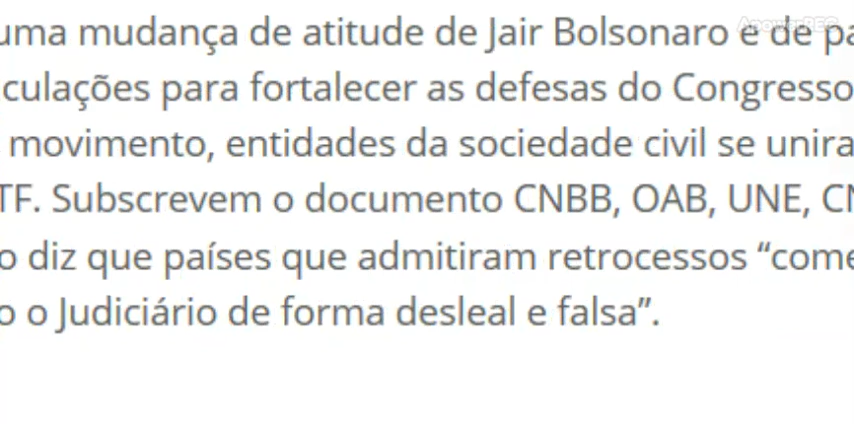 uma mudança de atitude de Jair Bolsonaro e de pa
culações para fortalecer as defesas do Congresso
movimento, entidades da sociedade civil se unira
TF. Subscrevem o documento CNBB, OAB, UNE, CN
o diz que países que admitiram retrocessos “come
o o Judiciário de forma desleal e falsa”.
ApowerREC